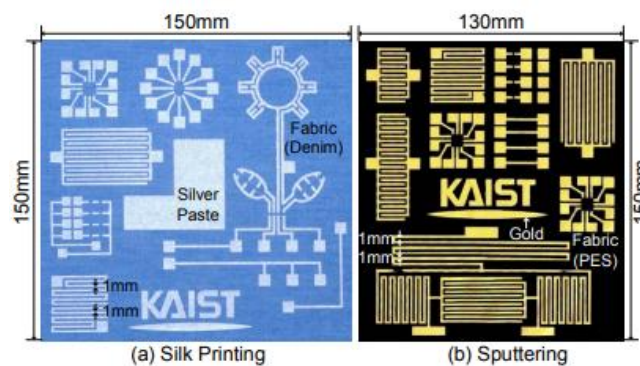 150mm
130mm
150mm
150mm
Fabric
(Denim)
Silver
Paste
1mm
1mm
KAIST
KAIST
Gold
1mm
1mm
Fabric
(PES)
(a) Silk Printing
(b) Sputtering